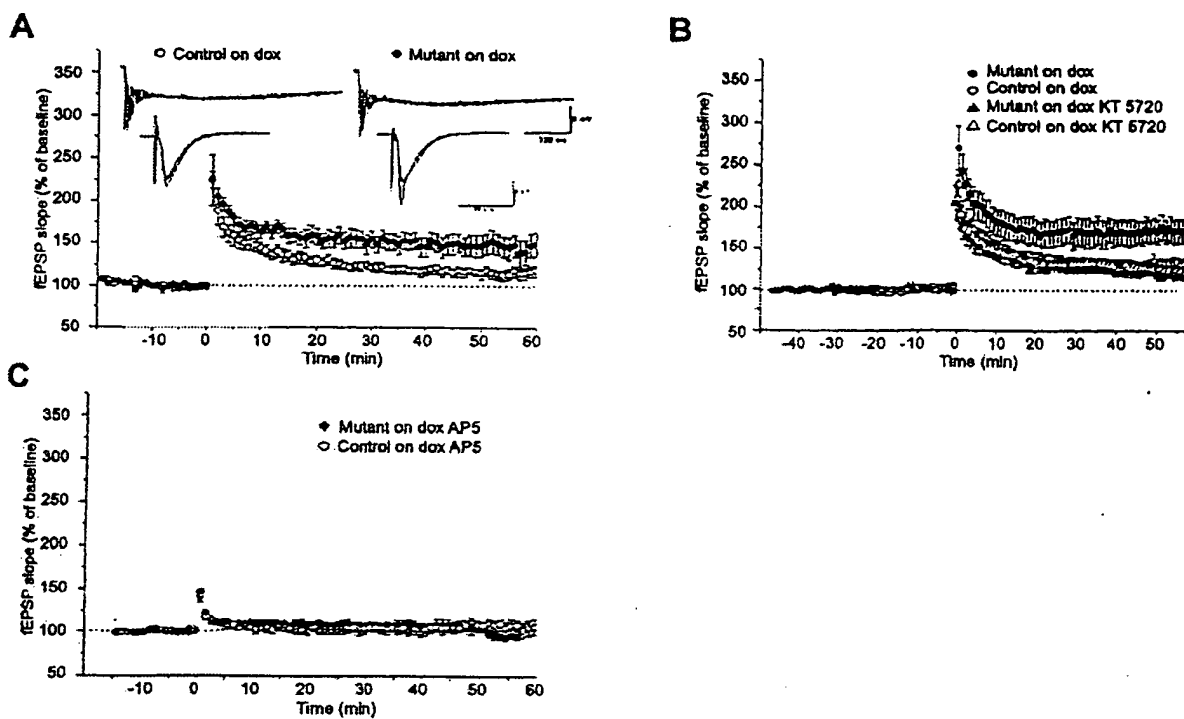 A
Control on dox
Mutant on dox
fEPSP slope (% of baseline)
350
300
250
200
150
100
50
-10
0
10
20
30
40
50
60
Time (min)
B
Mutant on dox
Control on dox
Mutant on dox KT 5720
Control on dox KT 5720
fEPSP slope (% of baseline)
350
300
250
200
150
100
50
-40
-30
-20
-10
0
10
20
30
40
50
Time (min)
C
Mutant on dox AP5
Control on dox AP5
fEPSP slope (% of baseline)
350
300
250
200
150
100
50
-10
0
10
20
30
40
50
60
Time (min)